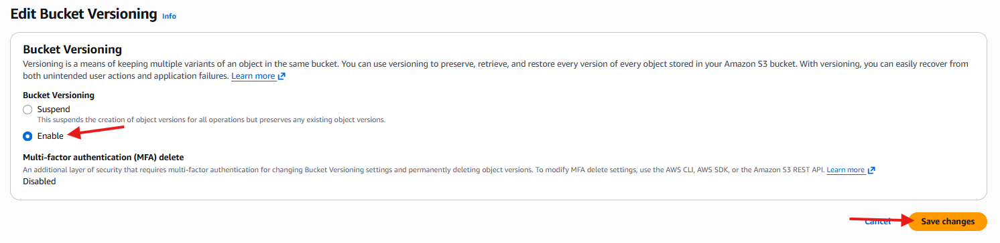 Edit Bucket Versioning Info
Bucket Versioning
Versioning is a means of keeping multiple variants of an object in the same bucket. You can use versioning to preserve, retrieve, and restore every version of every object stored in your Amazon S3 bucket. With versioning, you can easily recover from
both unintended user actions and application failures. Learn more
Bucket Versioning
Suspend
This suspends the creation of object versions for all operations but preserves any existing object versions.
Enable
Multi-factor authentication (MFA) delete
An additional layer of security that requires multi-factor authentication for changing Bucket Versioning settings and permanently deleting object versions. To modify MFA delete settings, use the AWS CLI, AWS SDK, or the Amazon S3 REST API. Learn more
Disabled
Cancel Save changes